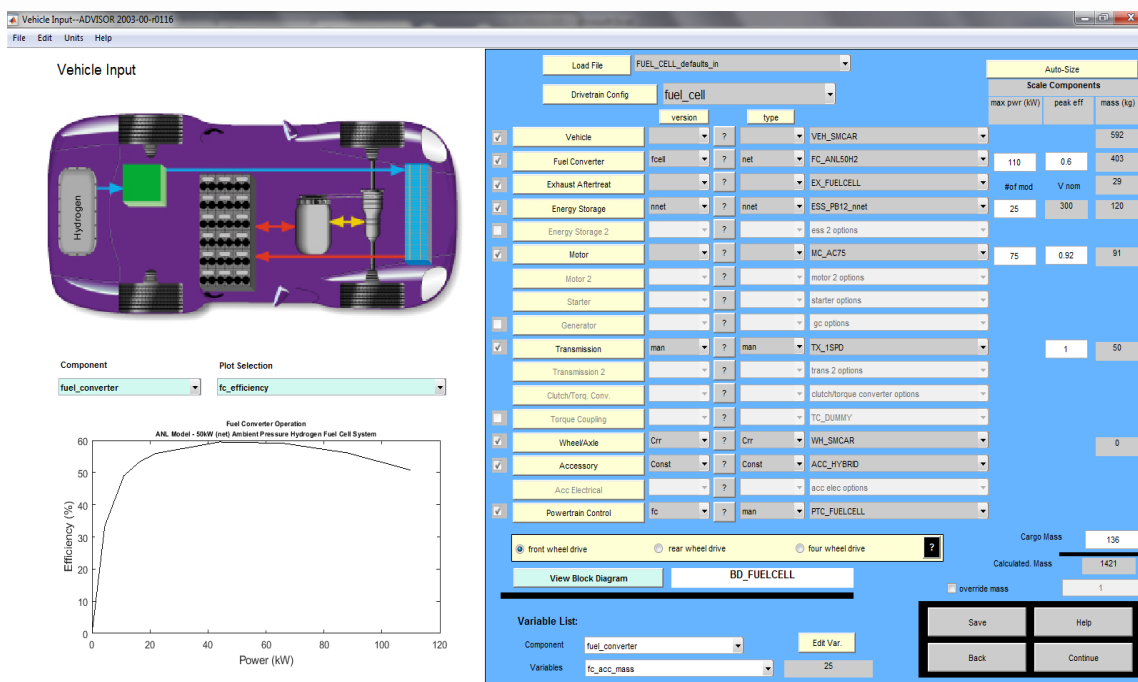 Vehicle Input--ADVISOR 2003-00-r0116
File Edit Units Help
Vehicle Input
Hydrogen
Component Plot Selection
fuel_converter fc_efficiency
Fuel Converter Operation
ANL Model - 50kW (net) Ambient Pressure Hydrogen Fuel Cell System
Efficiency (%)
60
50
40
30
20
10
0
0 20 40 60 80 100 120
Power (kW)
Load File FUEL_CELL_defaults_in
Auto-Size
Drivetrain Config fuel_cell
Scale Components
version type
max pwr (kW) peak eff mass (kg)
Vehicle ? VEH_SMCAR 592
Fuel Converter fcell ? net FC_ANL50H2 110 0.6 403
Exhaust Aftertreat ? EX_FUELCELL #of mod V nom 29
Energy Storage nnet ? nnet ESS_PB12_nnet 25 300 120
Energy Storage 2 ? ess 2 options
Motor ? MC_AC75 75 0.92 91
Motor 2 ? motor 2 options
Starter ? starter options
Generator ? gc options
Transmission man ? man TX_1SPD 1 50
Transmission 2 ? trans 2 options
Clutch/Torq. Conv. ? clutch/torque converter options
Torque Coupling ? TC_DUMMY
Wheel/Axle Crr ? Crr WH_SMCAR 0
Accessory Const ? Const ACC_HYBRID
Acc Electrical ? acc elec options
Powertrain Control fc ? man PTC_FUELCELL
front wheel drive rear wheel drive four wheel drive ?
Cargo Mass 136
View Block Diagram BD_FUELCELL
Calculated. Mass 1421
override mass 1
Variable List:
Component fuel_converter Edit Var.
Variables fc_acc_mass 25
Save Help
Back Continue